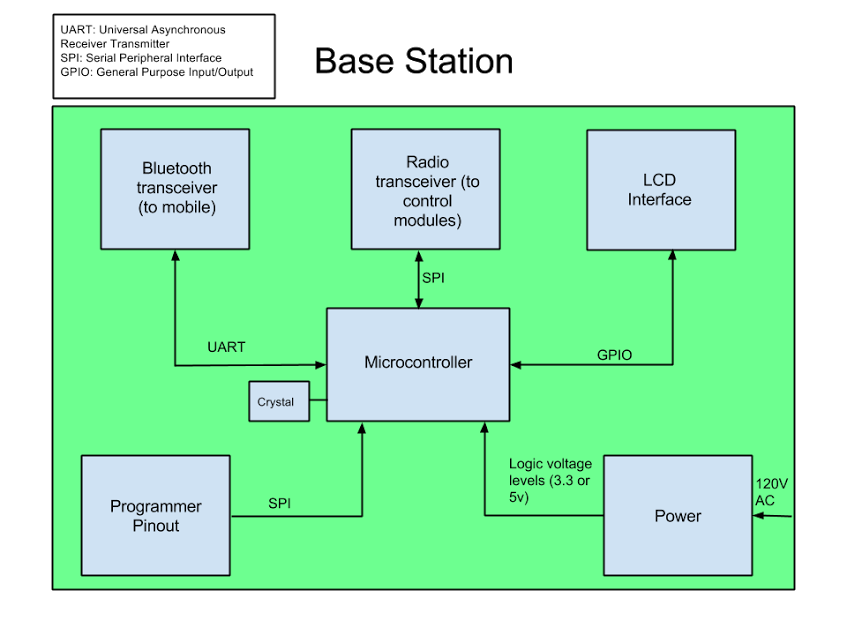 UART: Universal Asynchronous
Receiver Transmitter
SPI: Serial Peripheral Interface
GPIO: General Purpose Input/Output
Base Station
Bluetooth
transceiver
(to mobile)
Radio
transceiver (to
control
modules)
LCD
Interface
SPI
UART
Microcontroller
GPIO
Crystal
Programmer
Pinout
SPI
Logic voltage
levels (3.3 or
5v)
Power
120V
AC